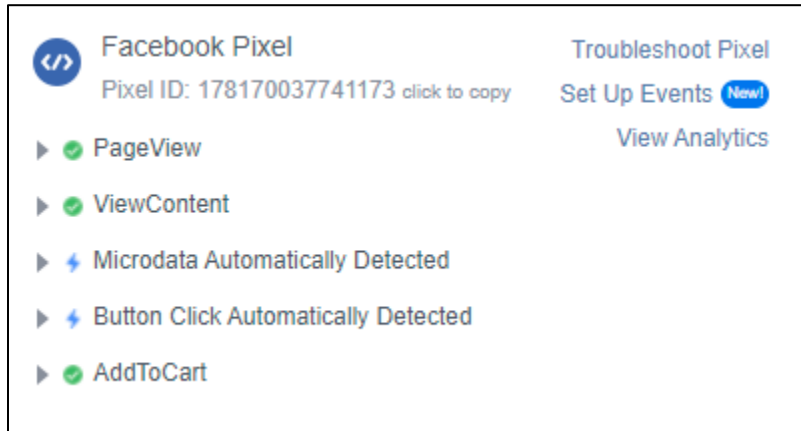 Facebook Pixel
Pixel ID: 178170037741173 click to copy
Troubleshoot Pixel
Set Up Events New!
View Analytics
PageView
ViewContent
Microdata Automatically Detected
Button Click Automatically Detected
AddToCart